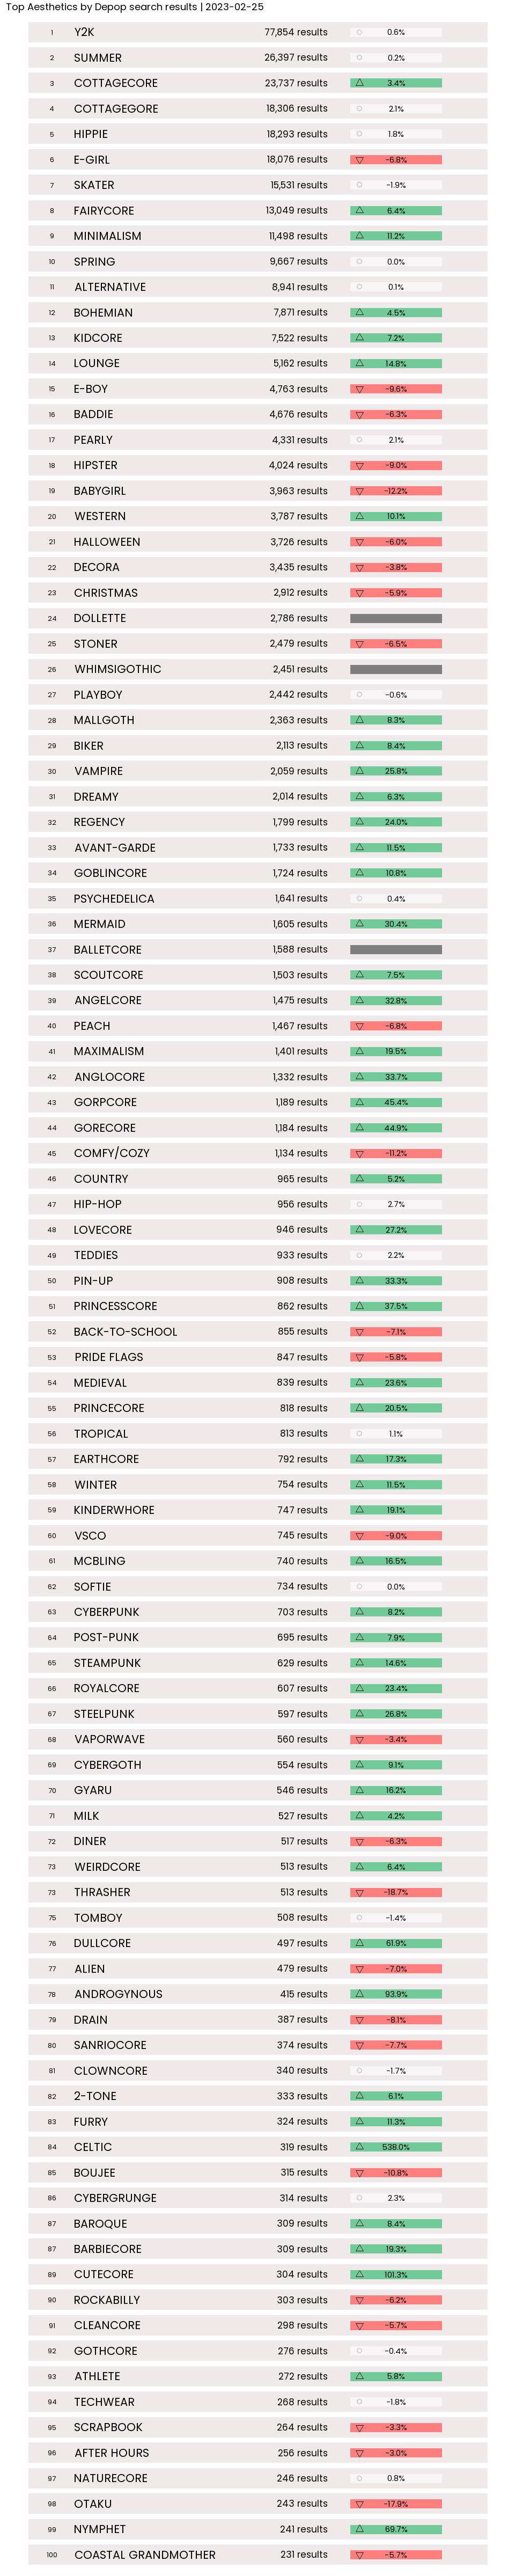 Top Aesthetics by Depop search results | 2023-02-25
1 Y2K 77,854 results 0.6%
2 SUMMER 26,397 results 0.2%
3 COTTAGECORE 23,737 results △ 3.4%
4 COTTAGEGORE 18,306 results 2.1%
5 HIPPIE 18,293 results 1.8%
6 E-GIRL 18,076 results ▽ -6.8%
7 SKATER 15,531 results -1.9%
8 FAIRYCORE 13,049 results △ 6.4%
9 MINIMALISM 11,498 results △ 11.2%
10 SPRING 9,667 results 0.0%
11 ALTERNATIVE 8,941 results 0.1%
12 BOHEMIAN 7,871 results △ 4.5%
13 KIDCORE 7,522 results △ 7.2%
14 LOUNGE 5,162 results △ 14.8%
15 E-BOY 4,763 results ▽ -9.6%
16 BADDIE 4,676 results ▽ -6.3%
17 PEARLY 4,331 results 2.1%
18 HIPSTER 4,024 results ▽ -9.0%
19 BABYGIRL 3,963 results ▽ -12.2%
20 WESTERN 3,787 results △ 10.1%
21 HALLOWEEN 3,726 results ▽ -6.0%
22 DECORA 3,435 results ▽ -3.8%
23 CHRISTMAS 2,912 results ▽ -5.9%
24 DOLLETTE 2,786 results
25 STONER 2,479 results ▽ -6.5%
26 WHIMSIGOTHIC 2,451 results
27 PLAYBOY 2,442 results -0.6%
28 MALLGOTH 2,363 results △ 8.3%
29 BIKER 2,113 results △ 8.4%
30 VAMPIRE 2,059 results △ 25.8%
31 DREAMY 2,014 results △ 6.3%
32 REGENCY 1,799 results △ 24.0%
33 AVANT-GARDE 1,733 results △ 11.5%
34 GOBLINCORE 1,724 results △ 10.8%
35 PSYCHEDELICA 1,641 results 0.4%
36 MERMAID 1,605 results △ 30.4%
37 BALLETCORE 1,588 results
38 SCOUTCORE 1,503 results △ 7.5%
39 ANGELCORE 1,475 results △ 32.8%
40 PEACH 1,467 results ▽ -6.8%
41 MAXIMALISM 1,401 results △ 19.5%
42 ANGLOCORE 1,332 results △ 33.7%
43 GORPCORE 1,189 results △ 45.4%
44 GORECORE 1,184 results △ 44.9%
45 COMFY/COZY 1,134 results ▽ -11.2%
46 COUNTRY 965 results △ 5.2%
47 HIP-HOP 956 results 2.7%
48 LOVECORE 946 results △ 27.2%
49 TEDDIES 933 results 2.2%
50 PIN-UP 908 results △ 33.3%
51 PRINCESSCORE 862 results △ 37.5%
52 BACK-TO-SCHOOL 855 results ▽ -7.1%
53 PRIDE FLAGS 847 results ▽ -5.8%
54 MEDIEVAL 839 results △ 23.6%
55 PRINCECORE 818 results △ 20.5%
56 TROPICAL 813 results 1.1%
57 EARTHCORE 792 results △ 17.3%
58 WINTER 754 results △ 11.5%
59 KINDERWHORE 747 results △ 19.1%
60 VSCO 745 results ▽ -9.0%
61 MCBLING 740 results △ 16.5%
62 SOFTIE 734 results 0.0%
63 CYBERPUNK 703 results △ 8.2%
64 POST-PUNK 695 results △ 7.9%
65 STEAMPUNK 629 results △ 14.6%
66 ROYALCORE 607 results △ 23.4%
67 STEELPUNK 597 results △ 26.8%
68 VAPORWAVE 560 results ▽ -3.4%
69 CYBERGOTH 554 results △ 9.1%
70 GYARU 546 results △ 16.2%
71 MILK 527 results △ 4.2%
72 DINER 517 results ▽ -6.3%
73 WEIRDCORE 513 results △ 6.4%
73 THRASHER 513 results ▽ -18.7%
75 TOMBOY 508 results -1.4%
76 DULLCORE 497 results △ 61.9%
77 ALIEN 479 results ▽ -7.0%
78 ANDROGYNOUS 415 results △ 93.9%
79 DRAIN 387 results ▽ -8.1%
80 SANRIOCORE 374 results ▽ -7.7%
81 CLOWNCORE 340 results -1.7%
82 2-TONE 333 results △ 6.1%
83 FURRY 324 results △ 11.3%
84 CELTIC 319 results △ 538.0%
85 BOUJEE 315 results ▽ -10.8%
86 CYBERGRUNGE 314 results 2.3%
87 BAROQUE 309 results △ 8.4%
87 BARBIECORE 309 results △ 19.3%
89 CUTECORE 304 results △ 101.3%
90 ROCKABILLY 303 results ▽ -6.2%
91 CLEANCORE 298 results ▽ -5.7%
92 GOTHCORE 276 results -0.4%
93 ATHLETE 272 results △ 5.8%
94 TECHWEAR 268 results -1.8%
95 SCRAPBOOK 264 results ▽ -3.3%
96 AFTER HOURS 256 results ▽ -3.0%
97 NATURECORE 246 results 0.8%
98 OTAKU 243 results ▽ -17.9%
99 NYMPHET 241 results △ 69.7%
100 COASTAL GRANDMOTHER 231 results ▽ -5.7%